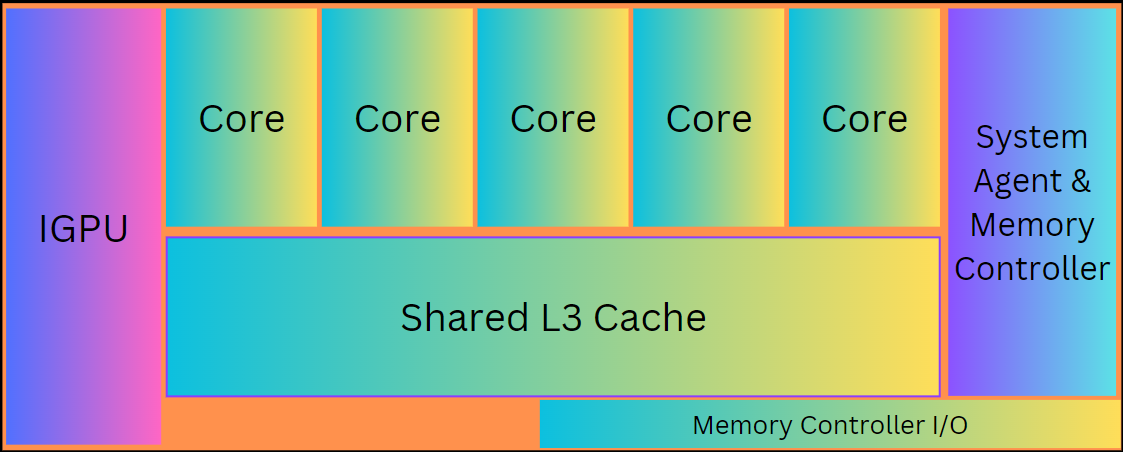 IGPU
Core
Core
Core
Core
Core
System
Agent &
Memory
Controller
Shared L3 Cache
Memory Controller I/O